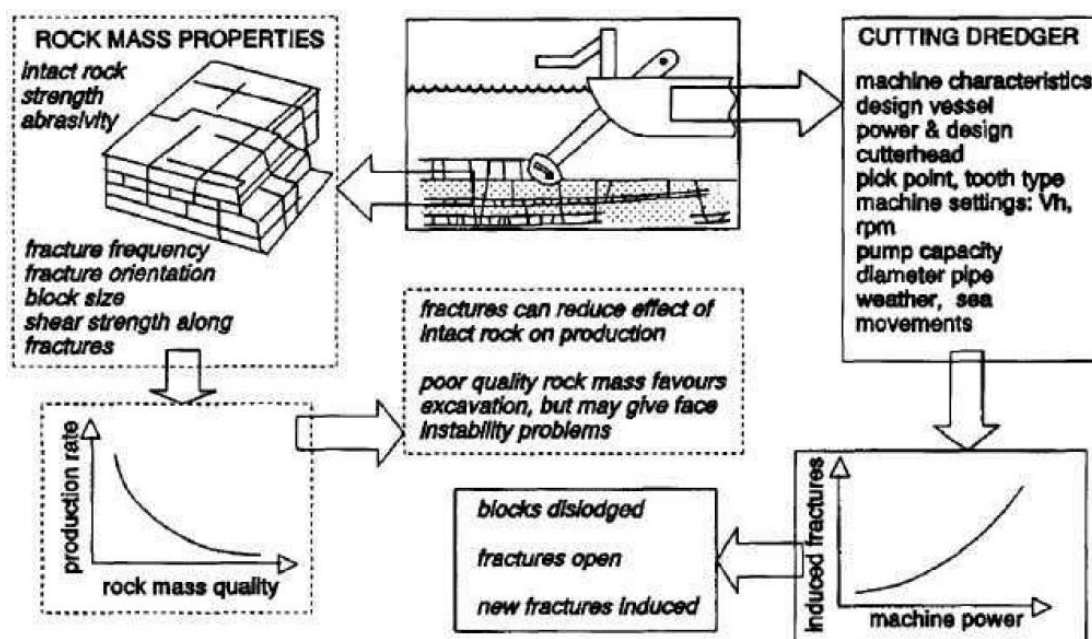 ROCK MASS PROPERTIES
intact rock
strength
abrasivity
fracture frequency
fracture orientation
block size
shear strength along
fractures
CUTTING DREDGER
machine characteristics
design vessel
power & design
cutterhead
pick point, tooth type
machine settings: Vh,
rpm
pump capacity
diameter pipe
weather, sea
movements
fractures can reduce effect of
intact rock on production
poor quality rock mass favours
excavation, but may give face
instability problems
production rate
rock mass quality
blocks dislodged
fractures open
new fractures induced
induced fractures
machine power